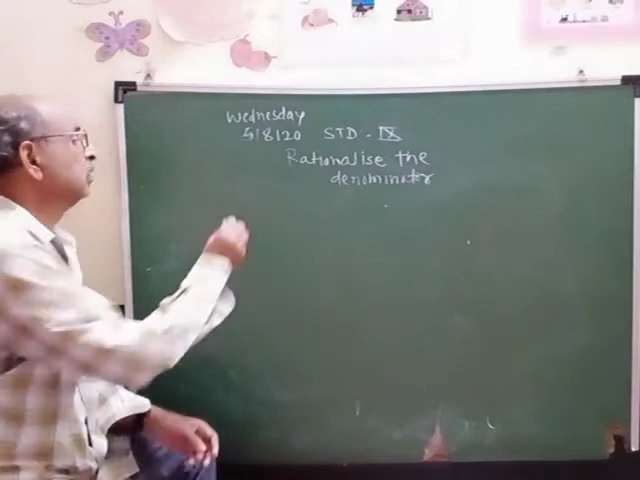 Wednesday
5/8/20 STD - IX
Rationalise the
denominator